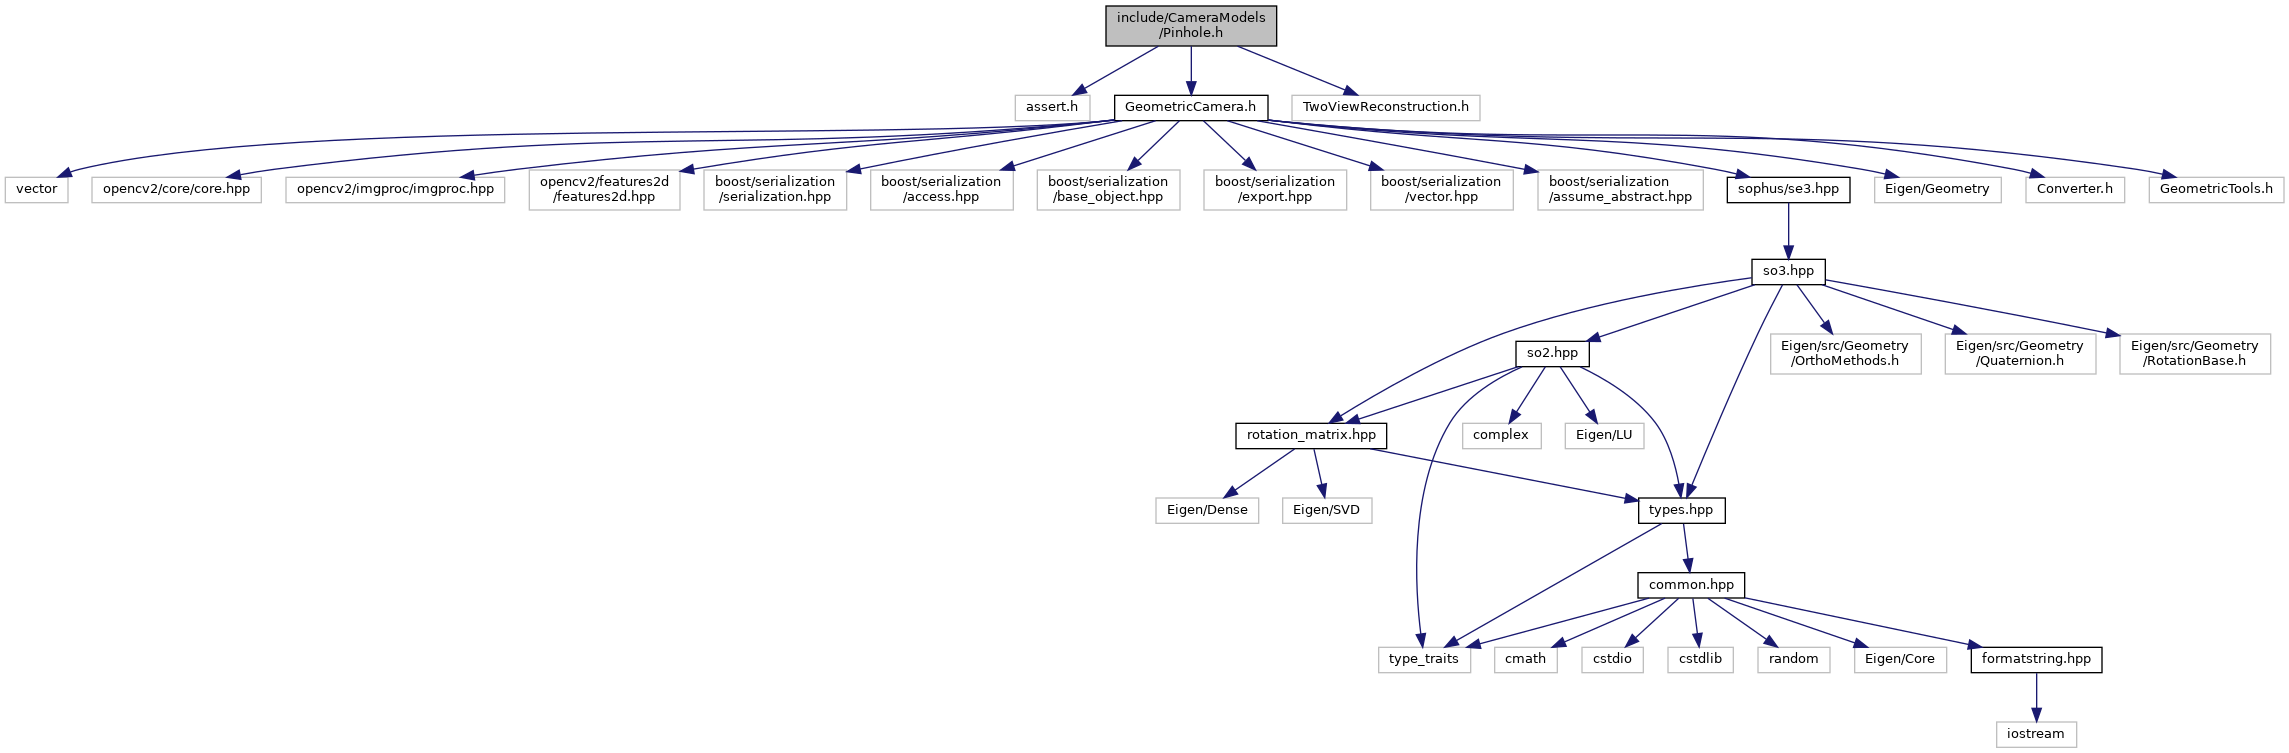 include/CameraModels
/Pinhole.h
assert.h
GeometricCamera.h
TwoViewReconstruction.h
vector
opencv2/core/core.hpp
opencv2/imgproc/imgproc.hpp
opencv2/features2d
/features2d.hpp
boost/serialization
/serialization.hpp
boost/serialization
/access.hpp
boost/serialization
/base_object.hpp
boost/serialization
/export.hpp
boost/serialization
/vector.hpp
boost/serialization
/assume_abstract.hpp
sophus/se3.hpp
Eigen/Geometry
Converter.h
GeometricTools.h
so3.hpp
so2.hpp
Eigen/src/Geometry
/OrthoMethods.h
Eigen/src/Geometry
/Quaternion.h
Eigen/src/Geometry
/RotationBase.h
rotation_matrix.hpp
complex
Eigen/LU
Eigen/Dense
Eigen/SVD
types.hpp
common.hpp
type_traits
cmath
cstdio
cstdlib
random
Eigen/Core
formatstring.hpp
iostream